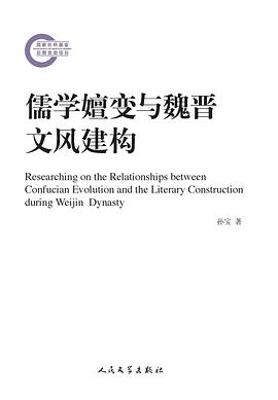 国家社科基金
后期资助项目
儒学嬗变与魏晋
文风建构
Researching on the Relationships between
Confucian Evolution and the Literary Construction
during Weijin Dynasty
孙宝 著
人民文学出版社